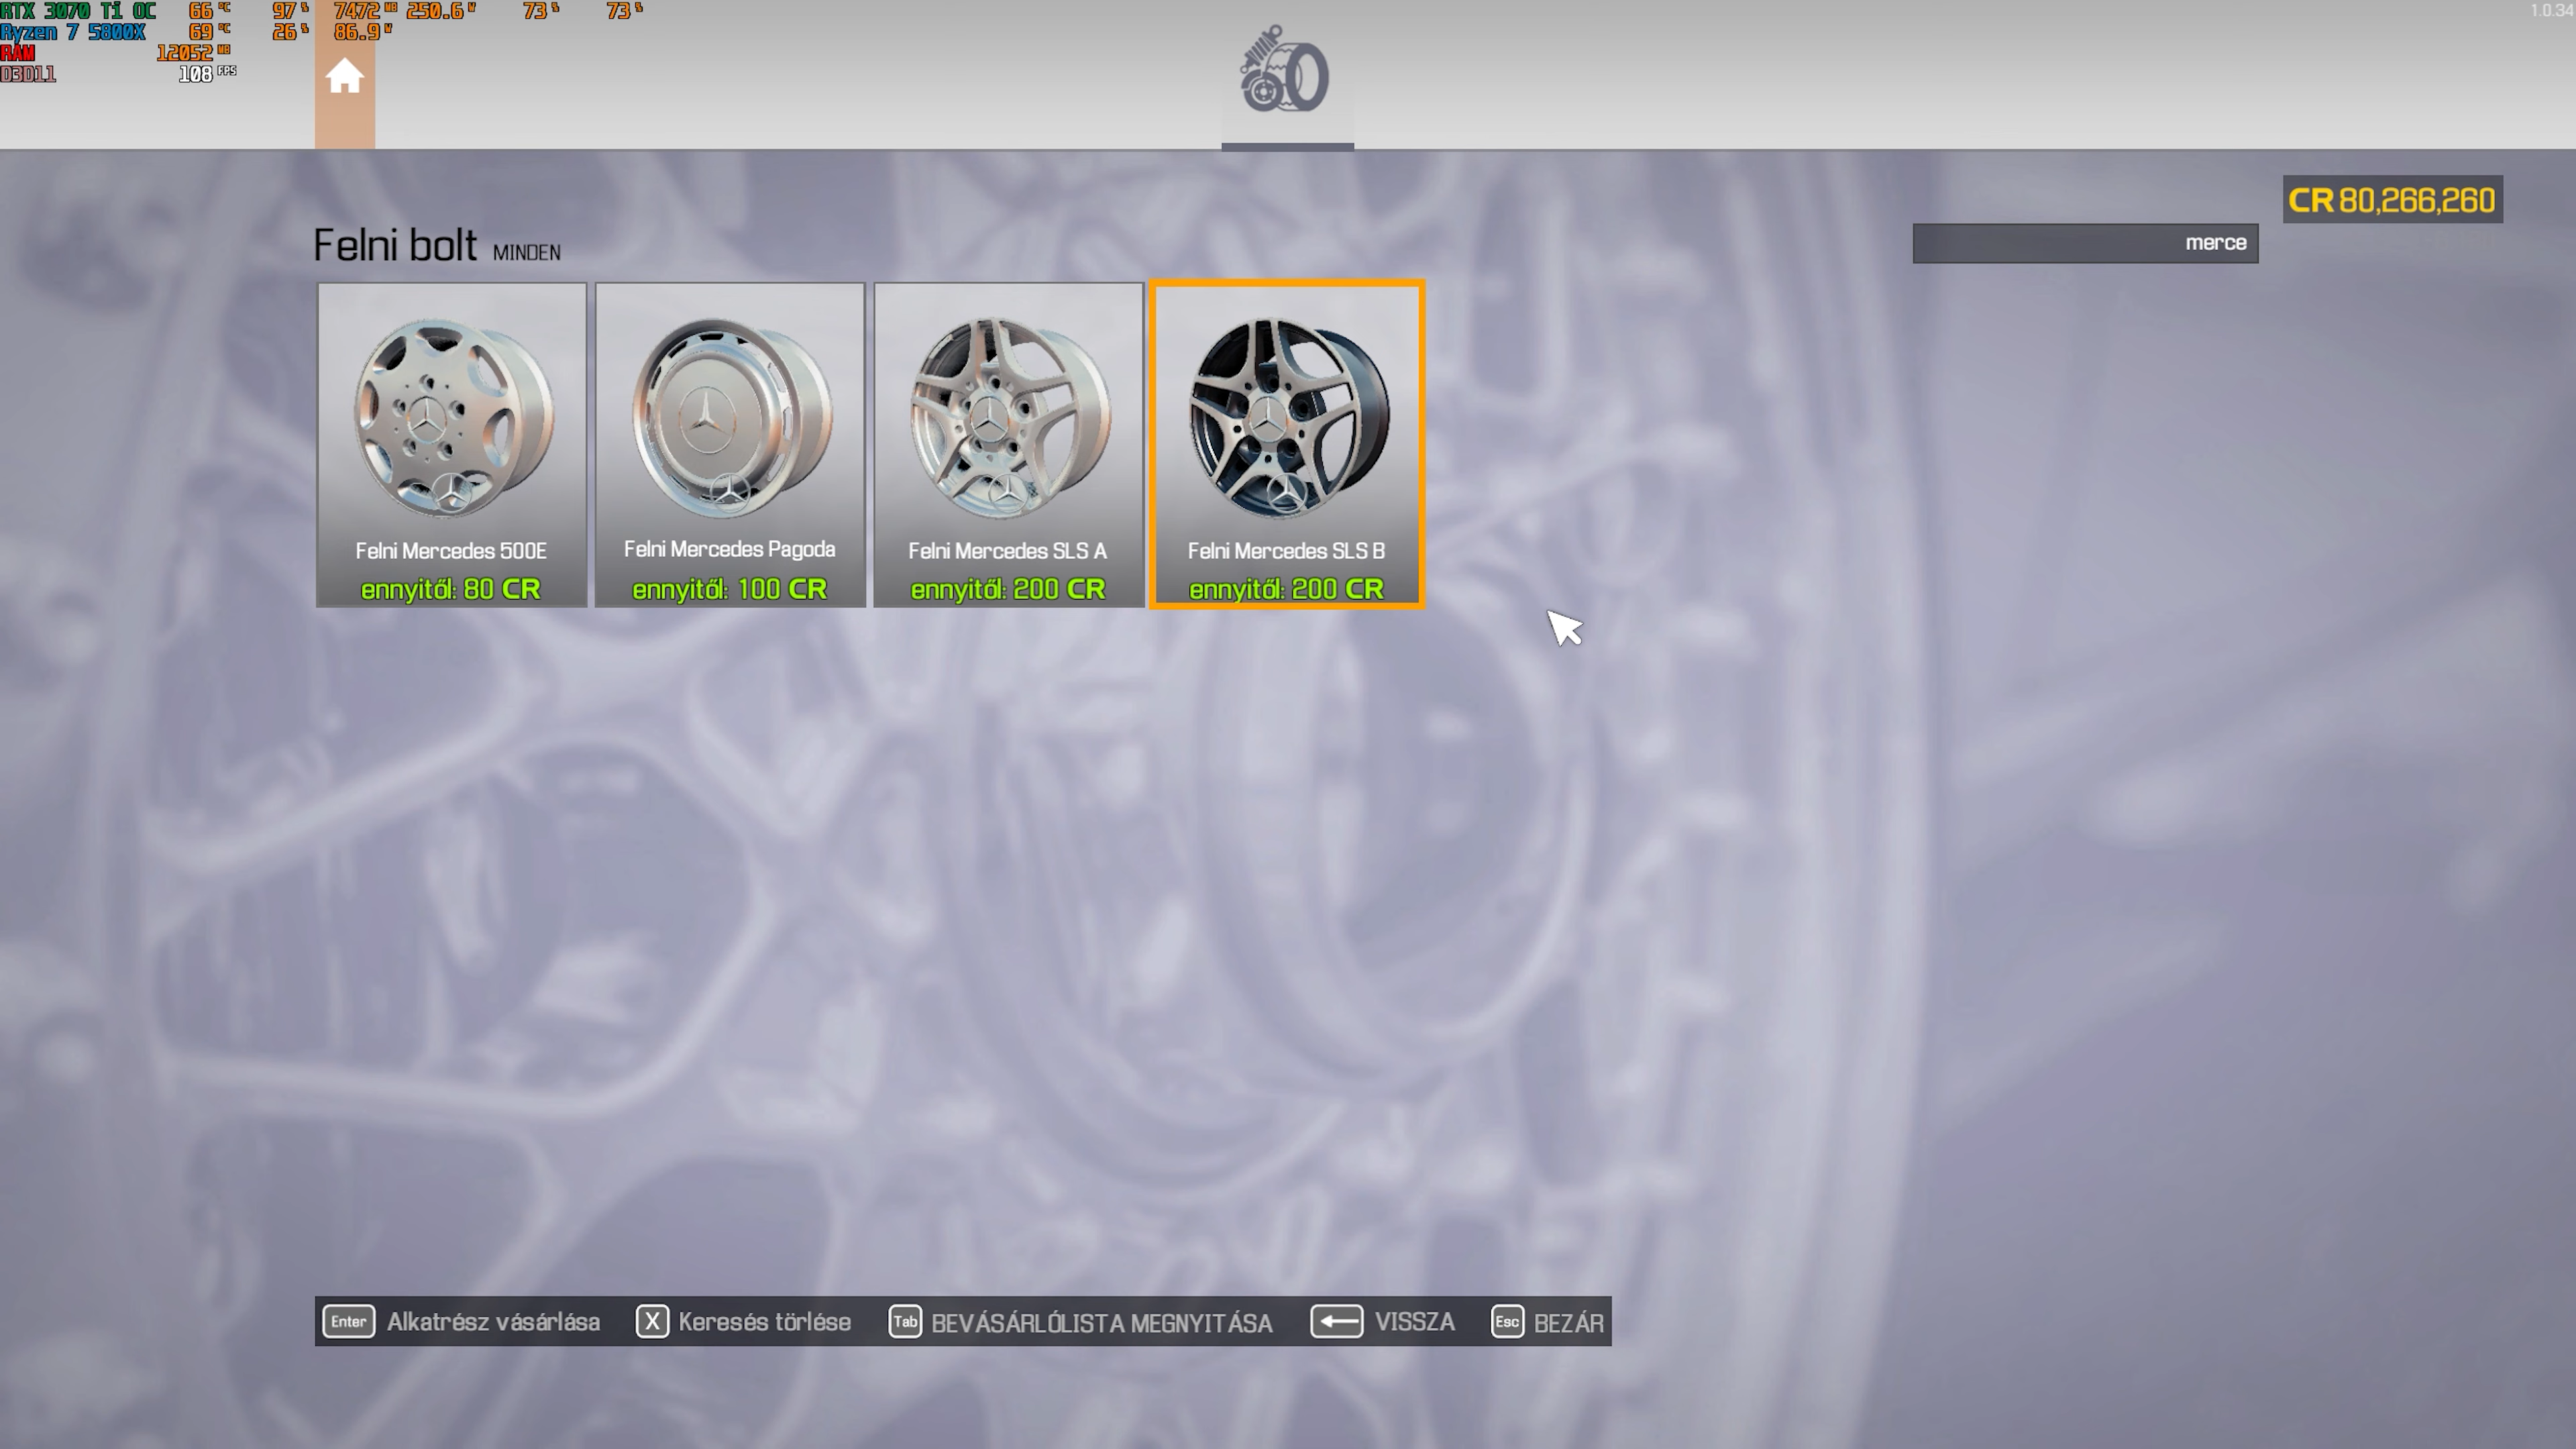 RTX 3070 Ti OC 66 °C 97 % 7472 MB 250.6 W 73 % 73 %
Ryzen 7 5800X 69 °C 26 % 86.9 W
RAM 12052 MB
D3D11 108 FPS
1.0.34
CR 80,266,260
Felni bolt MINDEN
merce
Felni Mercedes 500E
ennyitől: 80 CR
Felni Mercedes Pagoda
ennyitől: 100 CR
Felni Mercedes SLS A
ennyitől: 200 CR
Felni Mercedes SLS B
ennyitől: 200 CR
Enter Alkatrész vásárlása X Keresés törlése Tab BEVÁSÁRLÓLISTA MEGNYITÁSA VISSZA Esc BEZÁR